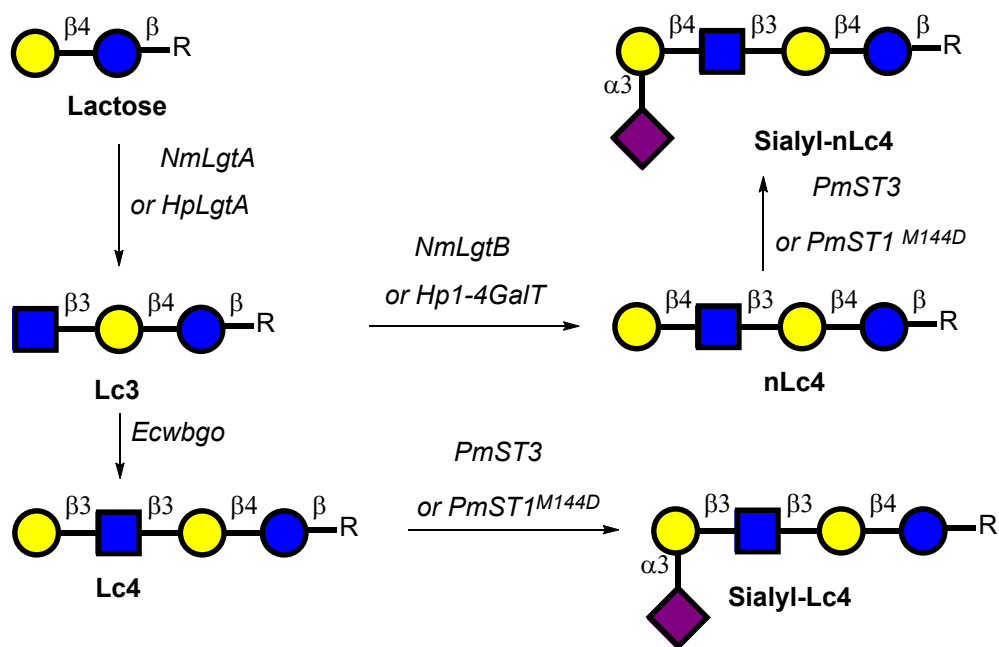 β4 β R
Lactose
NmLgtA
or HpLgtA
β4 β3 β4 β R
α3
Sialyl-nLc4
PmST3
or PmST1 M144D
NmLgtB
or Hp1-4GalT
β3 β4 β R
Lc3
β4 β3 β4 β R
nLc4
Ecwbgo
PmST3
or PmST1M144D
β3 β3 β4 β R
Lc4
β3 β3 β4 β R
α3
Sialyl-Lc4